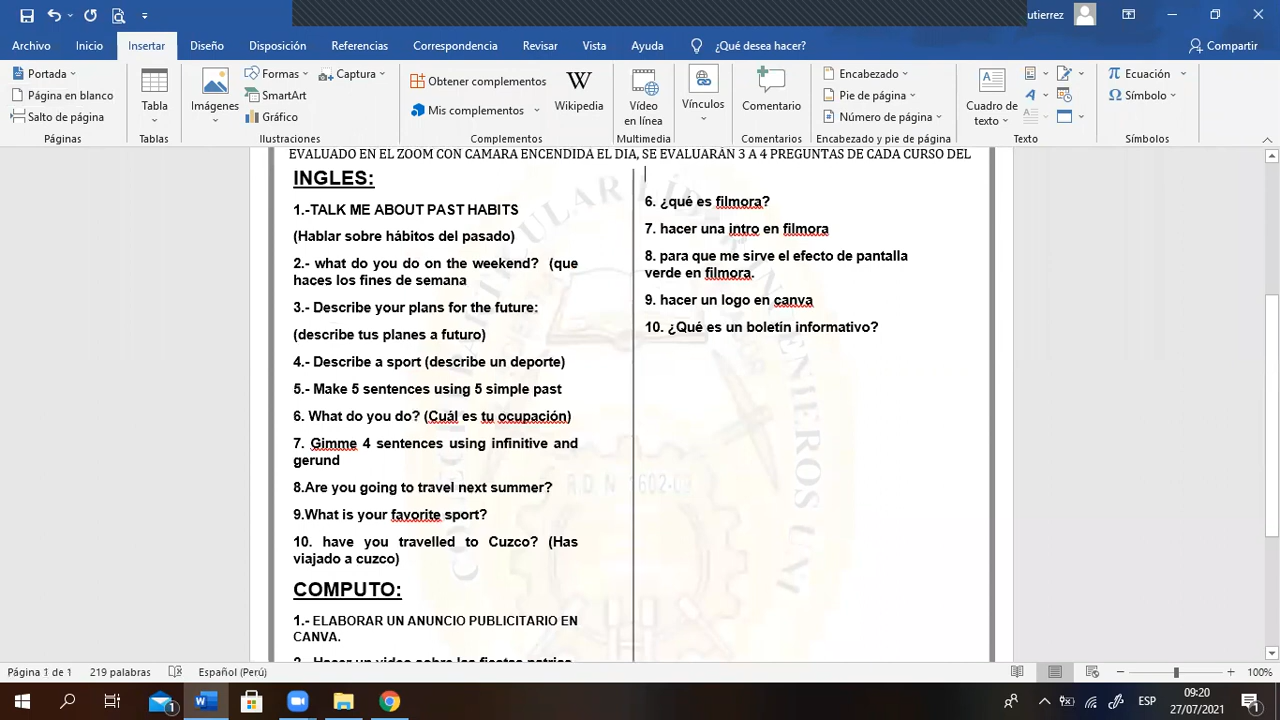 utierrez
Archivo Inicio Insertar Diseño Disposición Referencias Correspondencia Revisar Vista Ayuda ¿Qué desea hacer? Compartir
Portada
Página en blanco
Salto de página
Páginas
Tabla
Tablas
Imágenes
Formas
SmartArt
Gráfico
Captura
Ilustraciones
Obtener complementos
Mis complementos
Wikipedia
Complementos
Vídeo
en línea
Multimedia
Vínculos
Comentario
Comentarios
Encabezado
Pie de página
Número de página
Encabezado y pie de página
Cuadro de
texto
Texto
Ecuación
Símbolo
Símbolos
EVALUADO EN EL ZOOM CON CAMARA ENCENDIDA EL DIA, SE EVALUARÁN 3 A 4 PREGUNTAS DE CADA CURSO DEL
INGLES:
1.-TALK ME ABOUT PAST HABITS
(Hablar sobre hábitos del pasado)
2.- what do you do on the weekend? (que
haces los fines de semana
3.- Describe your plans for the future:
(describe tus planes a futuro)
4.- Describe a sport (describe un deporte)
5.- Make 5 sentences using 5 simple past
6. What do you do? (Cuál es tu ocupación)
7. Gimme 4 sentences using infinitive and
gerund
8.Are you going to travel next summer?
9.What is your favorite sport?
10. have you travelled to Cuzco? (Has
viajado a cuzco)
COMPUTO:
1.- ELABORAR UN ANUNCIO PUBLICITARIO EN
CANVA.
2.- Hacer un video sobre las fiestas patrias
6. ¿qué es filmora?
7. hacer una intro en filmora
8. para que me sirve el efecto de pantalla
verde en filmora.
9. hacer un logo en canva
10. ¿Qué es un boletín informativo?
Página 1 de 1 219 palabras Español (Perú) 100%
1 ESP 09:20
27/07/2021 1